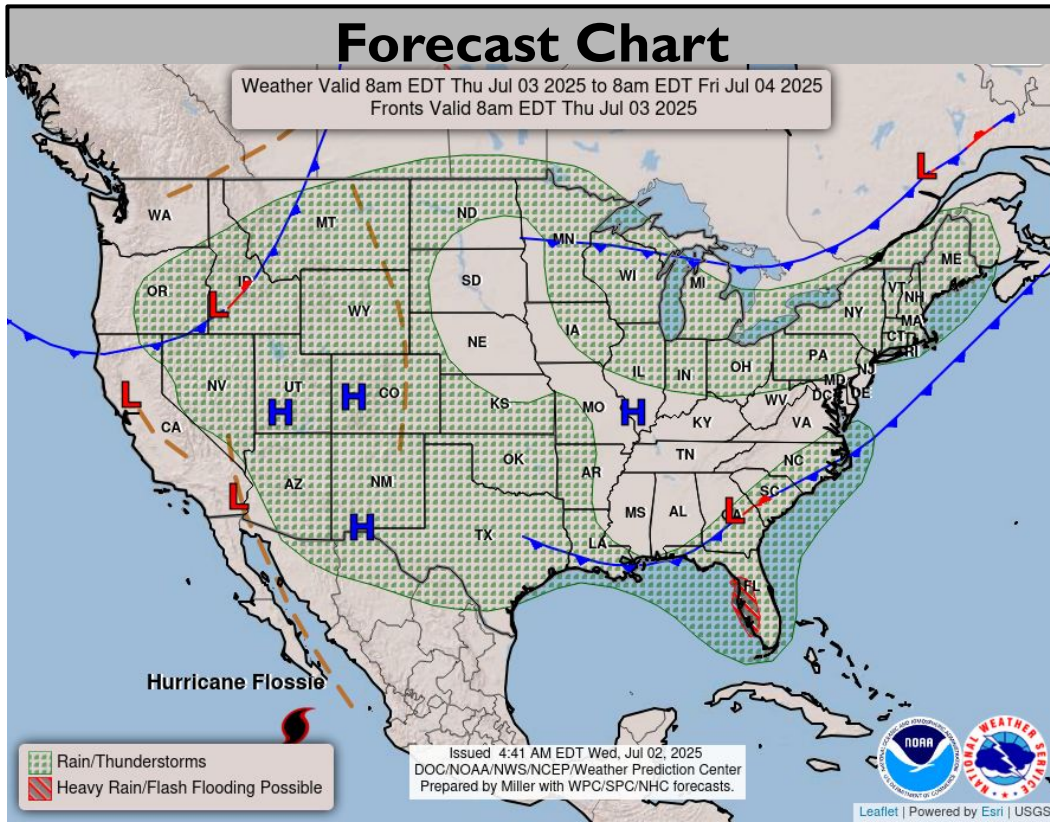 Forecast Chart
Weather Valid 8am EDT Thu Jul 03 2025 to 8am EDT Fri Jul 04 2025
Fronts Valid 8am EDT Thu Jul 03 2025
L
WA
MT
ND
MN
ME
OR
ID
L
SD
WI
MI
VT
NH
WY
NY
MA
CT
RI
NE
IA
PA
NJ
L
NV
UT
H
H
CO
IL
IN
OH
MD
DE
DC
WV
CA
KS
MO
H
KY
VA
TN
NC
L
AZ
NM
OK
AR
SC
MS
AL
L
GA
H
TX
LA
FL
Hurricane Flossie
Rain/Thunderstorms
Heavy Rain/Flash Flooding Possible
Issued 4:41 AM EDT Wed, Jul 02, 2025
DOC/NOAA/NWS/NCEP/Weather Prediction Center
Prepared by Miller with WPC/SPC/NHC forecasts.
NOAA
NATIONAL WEATHER SERVICE
Leaflet | Powered by Esri | USGS